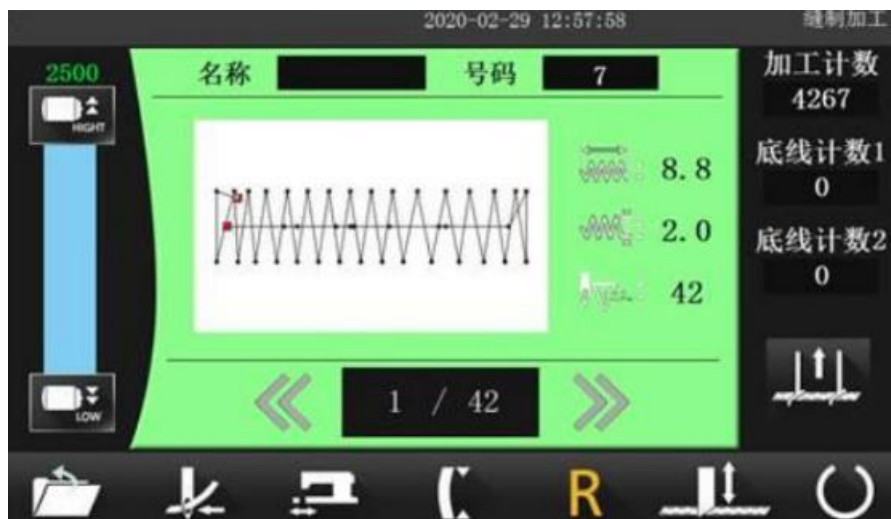 2020-02-29 12:57:58
缝制加工
2500
HIGHT
LOW
名称
号码 7
8.8
2.0
42
1 / 42
加工计数
4267
底线计数1
0
底线计数2
0
R